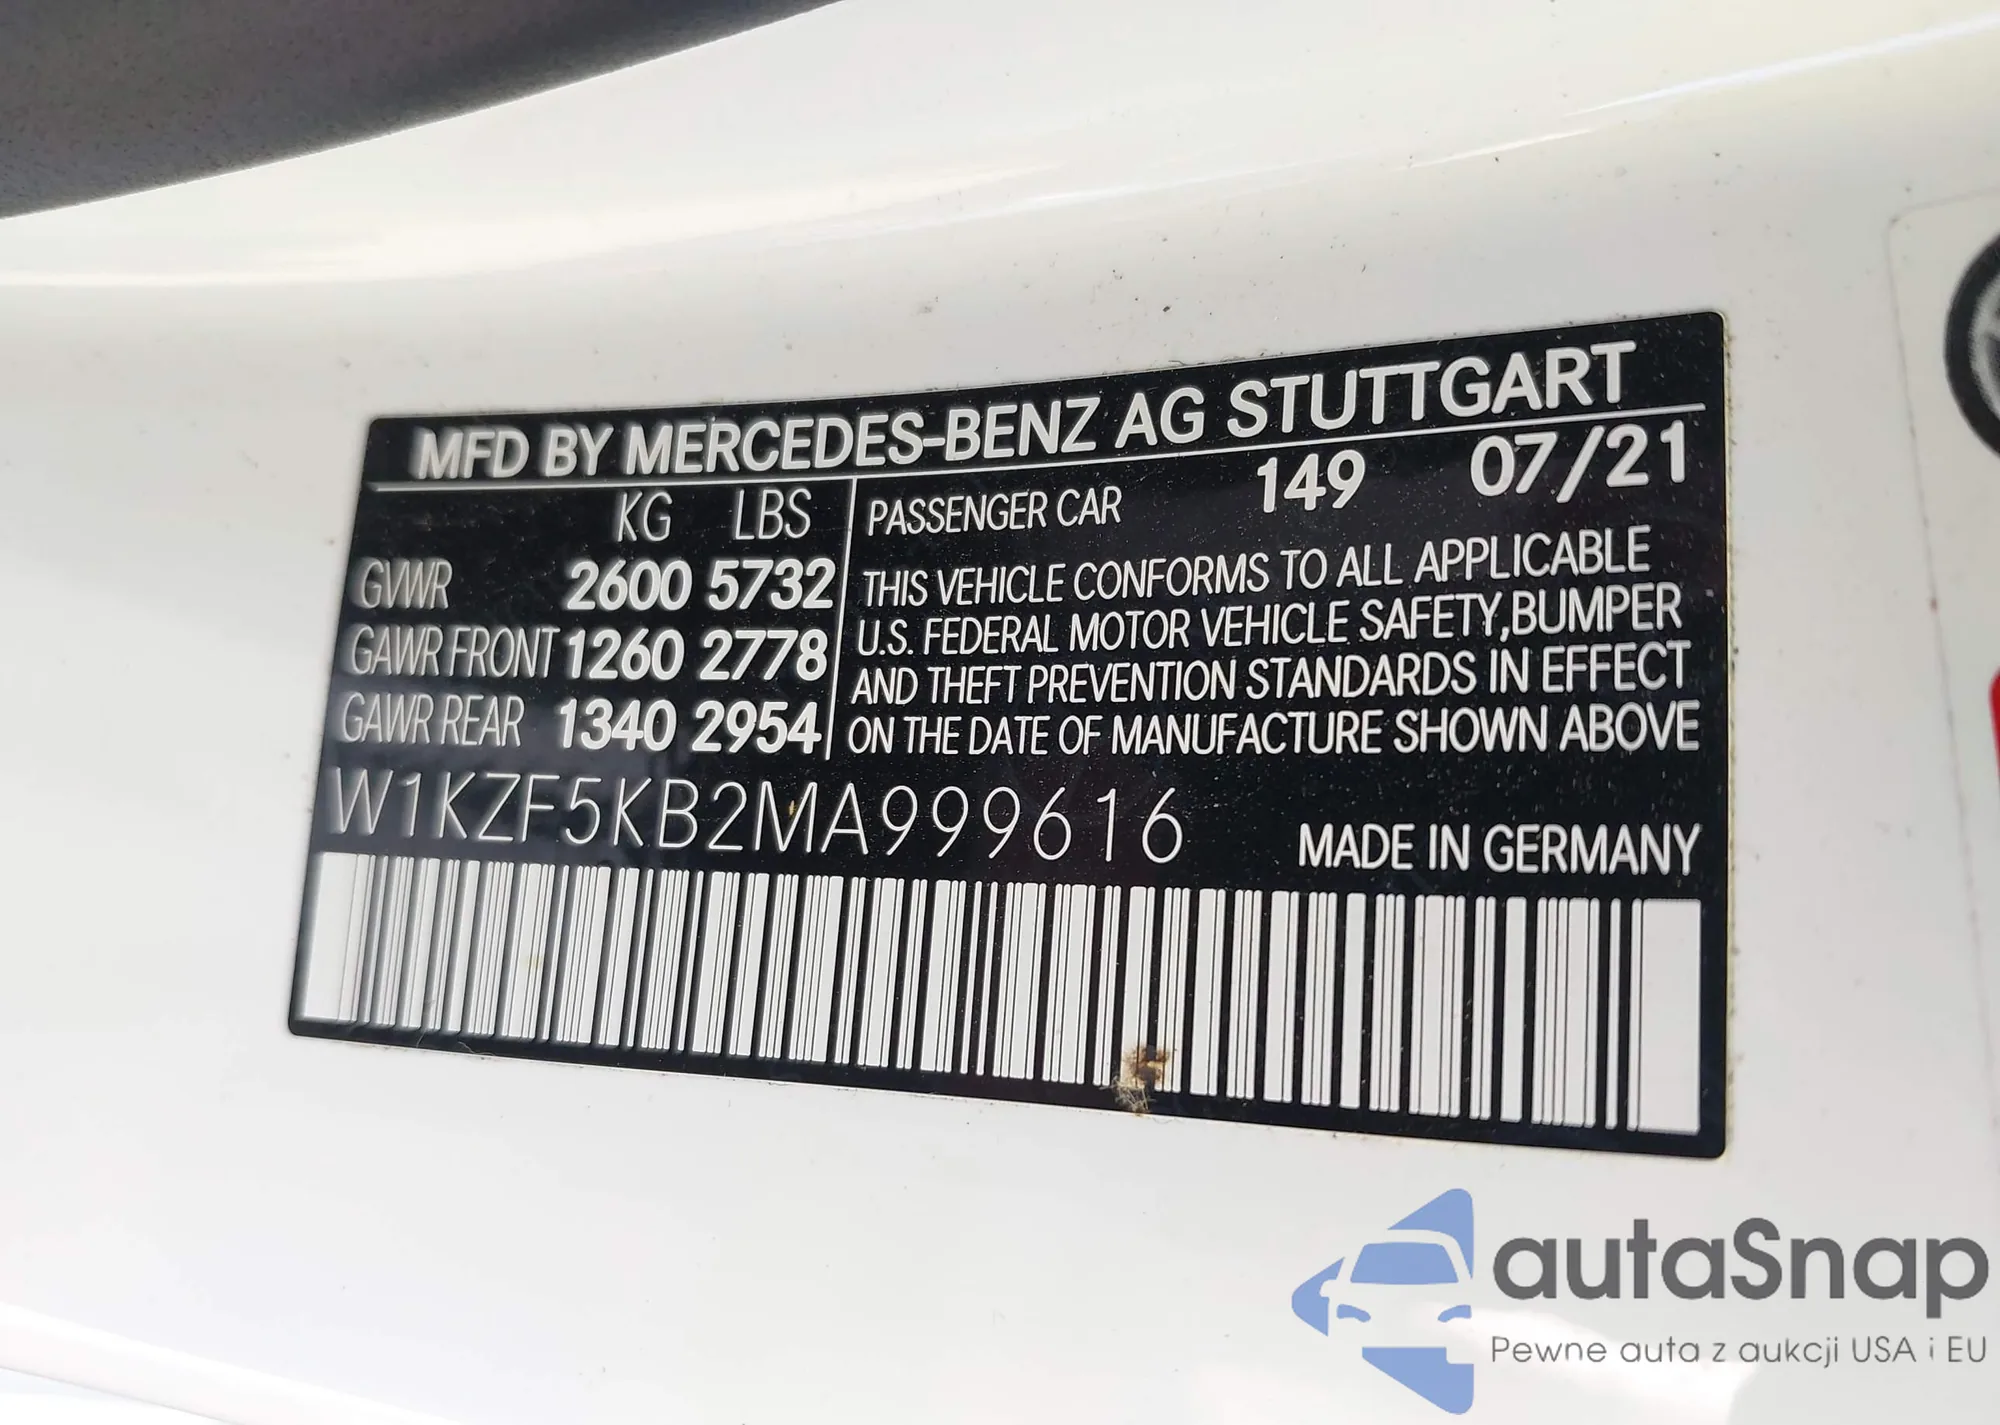 MFD BY MERCEDES-BENZ AG STUTTGART
KG LBS
GVWR 2600 5732
GAWR FRONT 1260 2778
GAWR REAR 1340 2954
PASSENGER CAR 149 07/21
THIS VEHICLE CONFORMS TO ALL APPLICABLE
U.S. FEDERAL MOTOR VEHICLE SAFETY,BUMPER
AND THEFT PREVENTION STANDARDS IN EFFECT
ON THE DATE OF MANUFACTURE SHOWN ABOVE
W1KZF5KB2MA999616
MADE IN GERMANY
autaSnap
Pewne auta z aukcji USA i EU